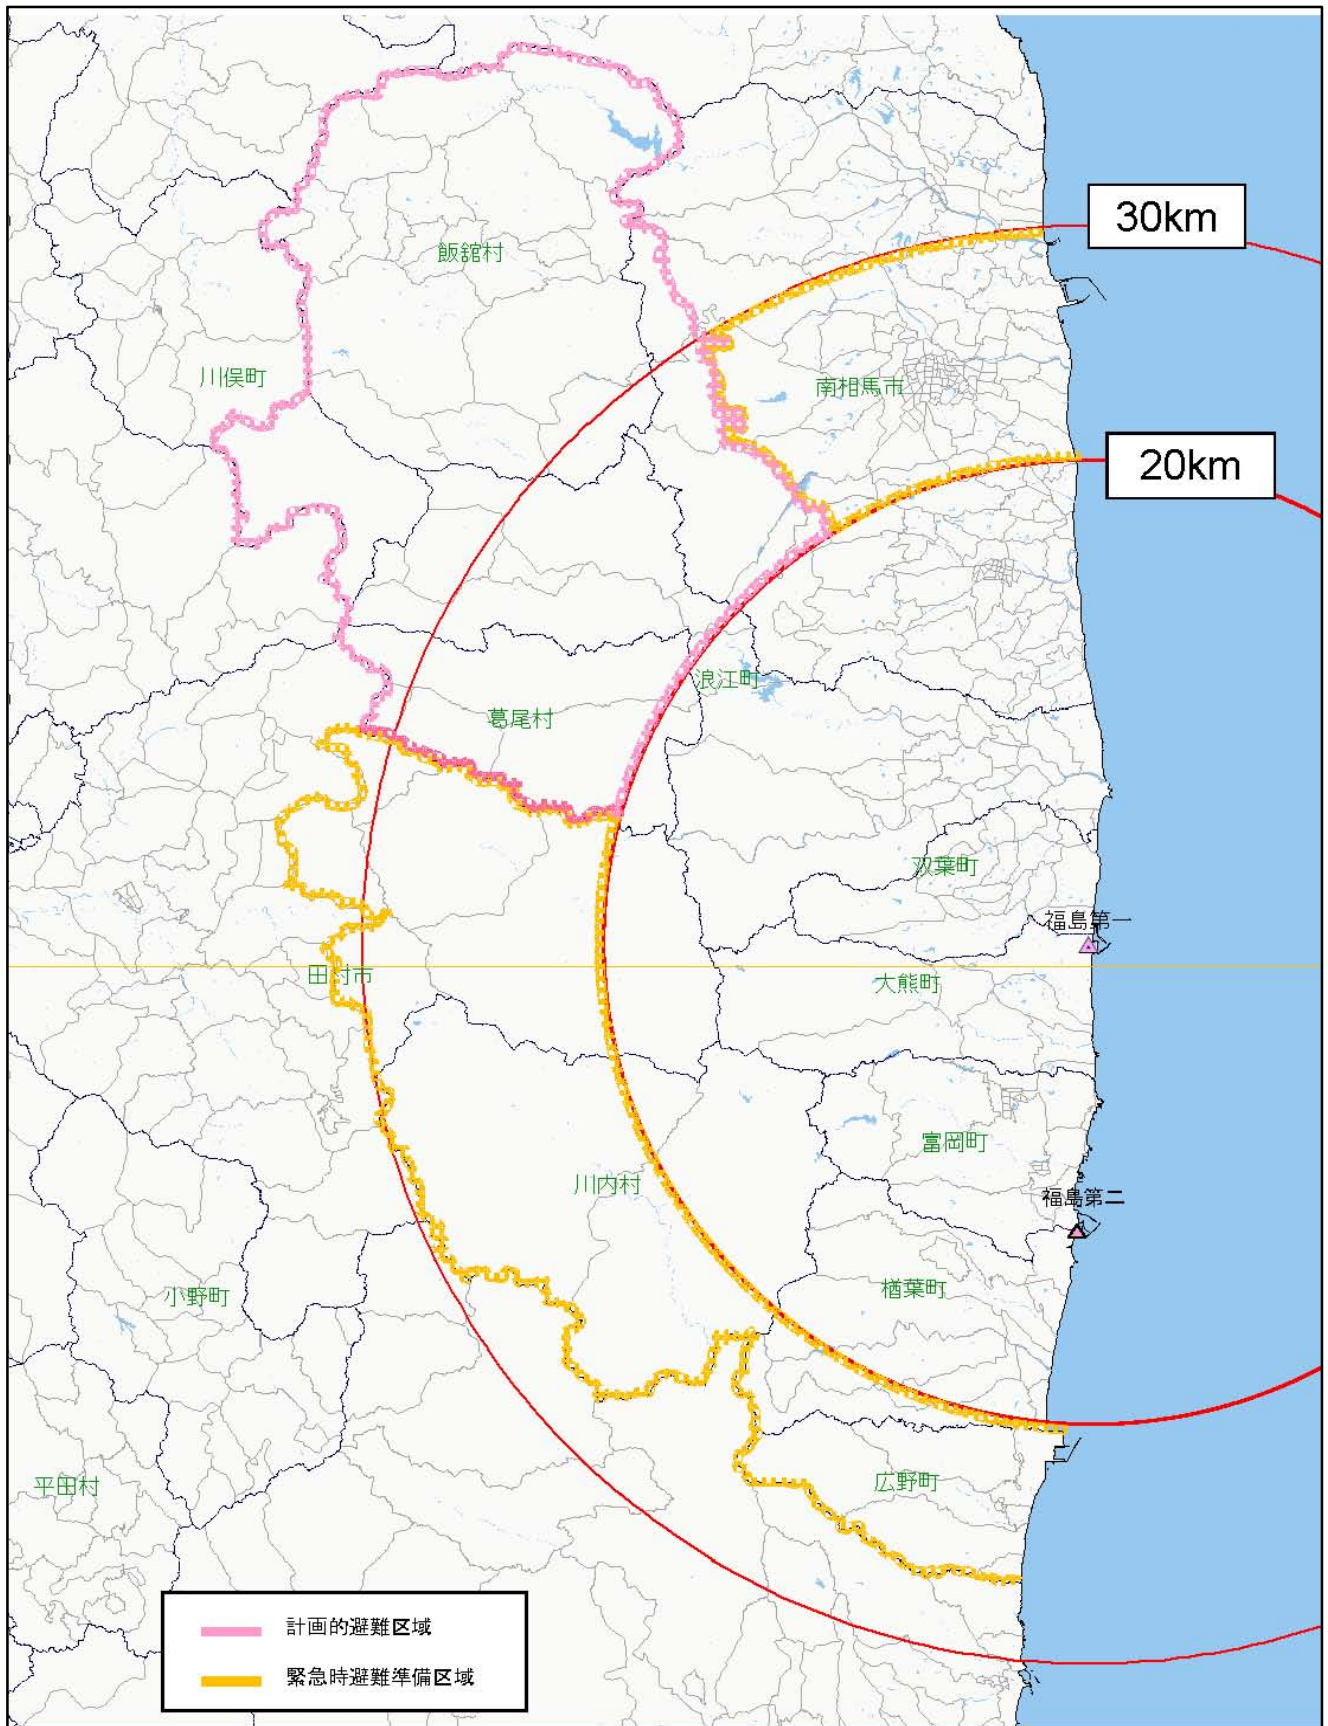 30km
飯舘村
川俣町
南相馬市
20km
浪江町
葛尾村
双葉町
福島第一
田村市
大熊町
富岡町
川内村
福島第二
楢葉町
小野町
広野町
平田村
計画的避難区域
緊急時避難準備区域